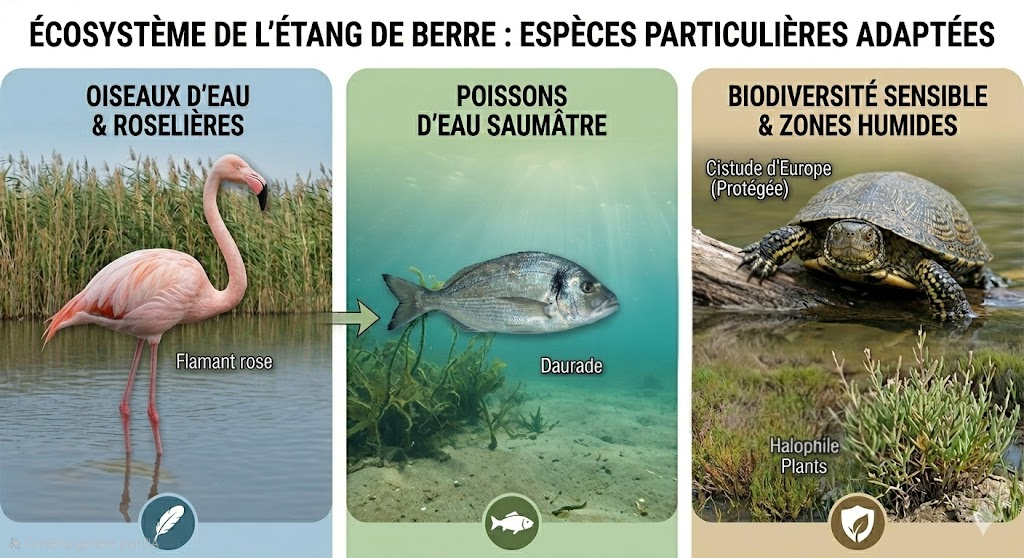 ÉCOSYSTÈME DE L'ÉTANG DE BERRE : ESPÈCES PARTICULIÈRES ADAPTÉES
OISEAUX D'EAU
& ROSELIÈRES
Flamant rose
POISSONS
D'EAU SAUMÂTRE
Daurade
BIODIVERSITÉ SENSIBLE
& ZONES HUMIDES
Cistude d'Europe
(Protégée)
Halophile
Plants